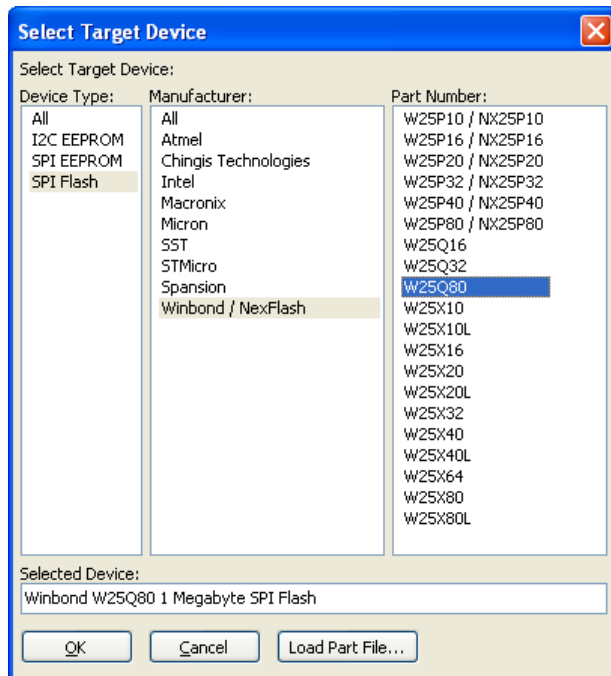 Select Target Device
Select Target Device:
Device Type:
All
I2C EEPROM
SPI EEPROM
SPI Flash
Manufacturer:
All
Atmel
Chingis Technologies
Intel
Macronix
Micron
SST
STMicro
Spansion
Winbond / NexFlash
Part Number:
W25P10 / NX25P10
W25P16 / NX25P16
W25P20 / NX25P20
W25P32 / NX25P32
W25P40 / NX25P40
W25P80 / NX25P80
W25Q16
W25Q32
W25Q80
W25X10
W25X10L
W25X16
W25X20
W25X20L
W25X32
W25X40
W25X40L
W25X64
W25X80
W25X80L
Selected Device:
Winbond W25Q80 1 Megabyte SPI Flash
OK
Cancel
Load Part File...